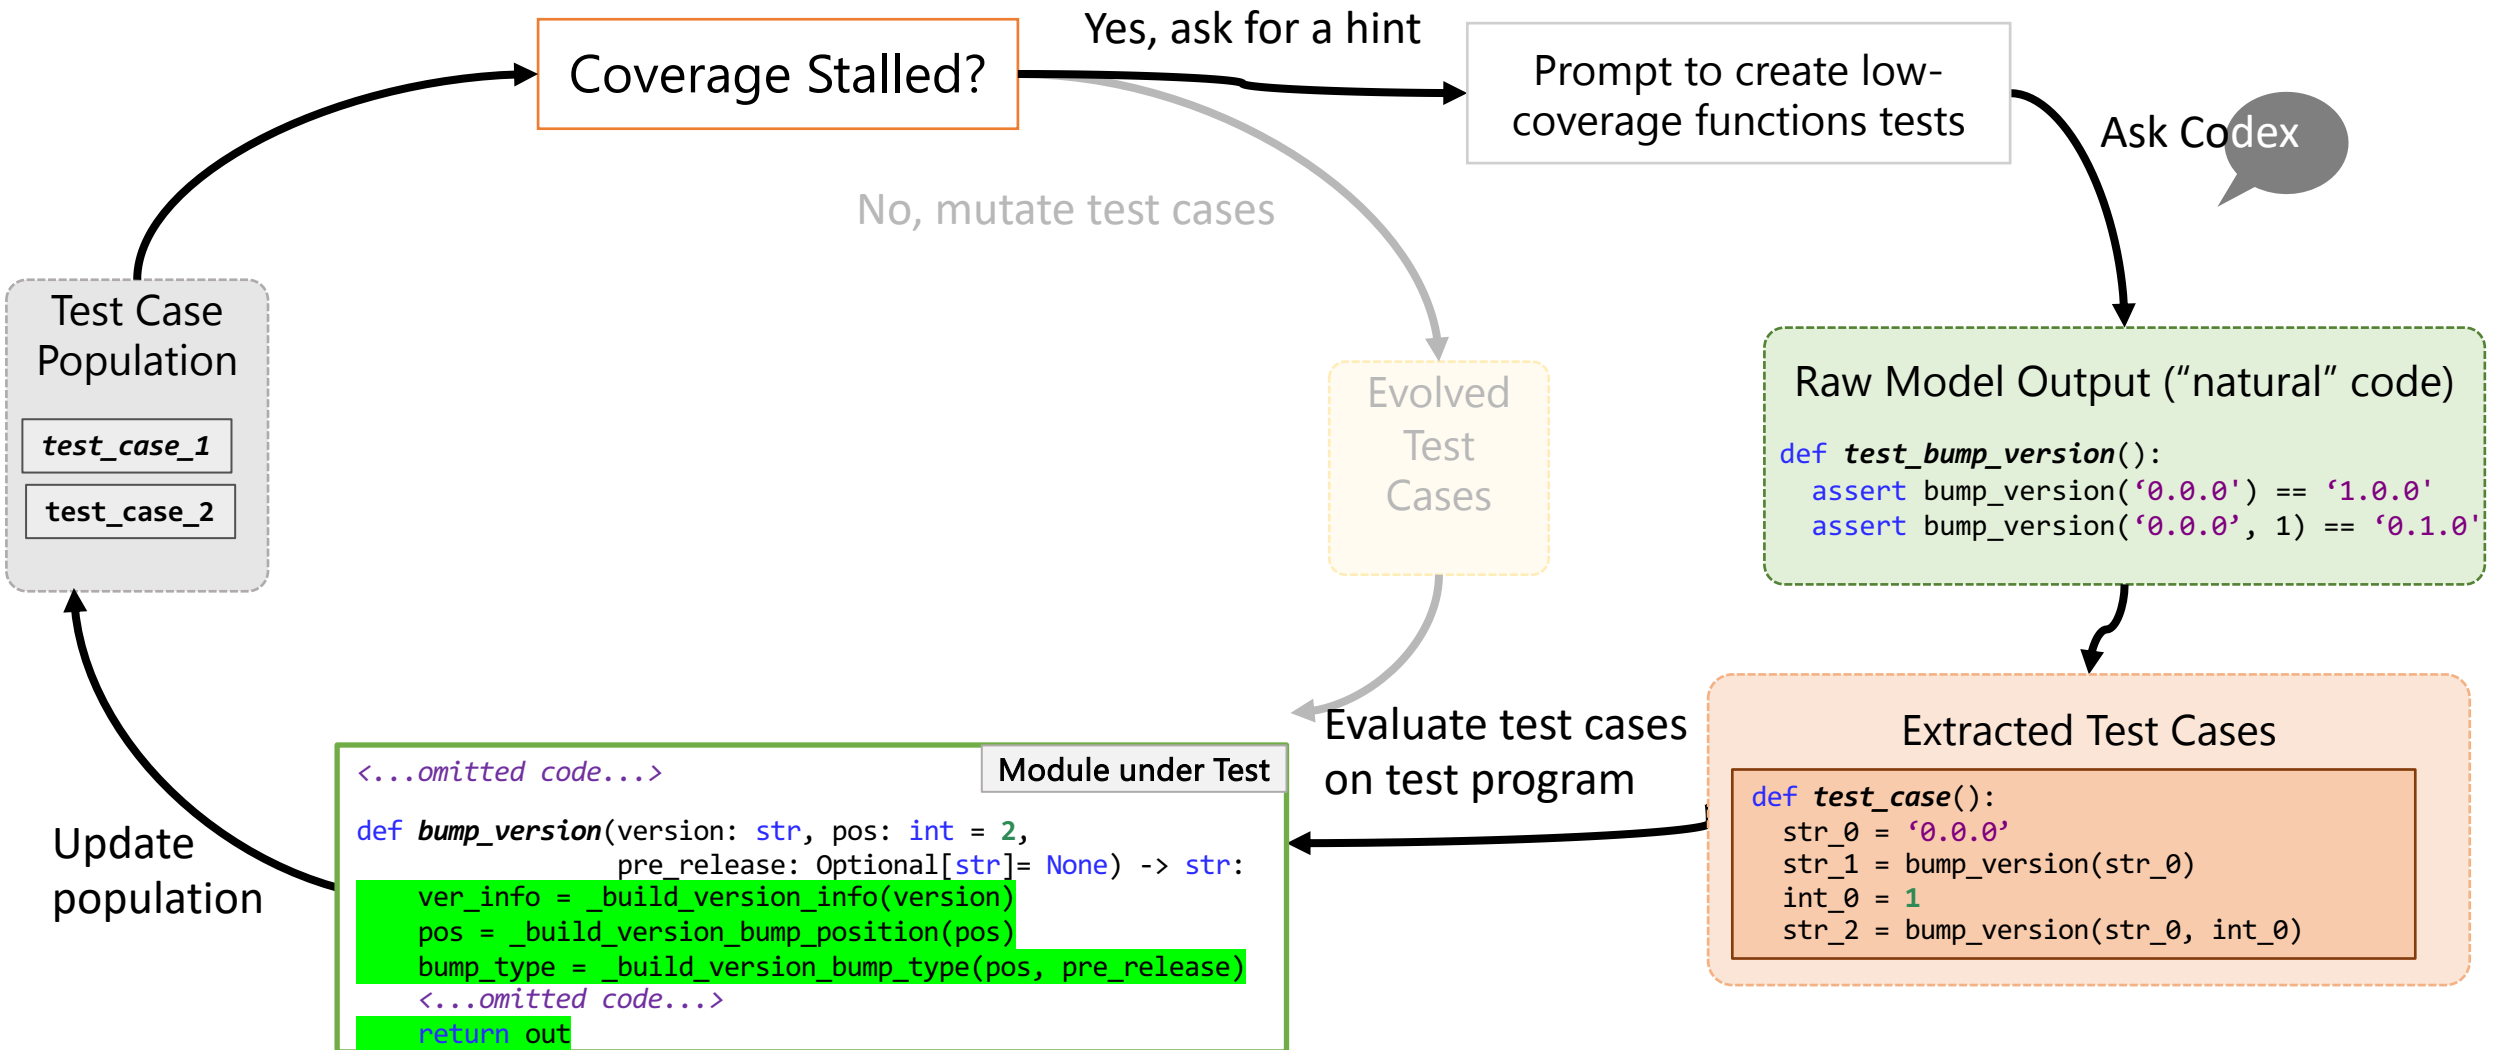 Coverage Stalled?
Yes, ask for a hint
Prompt to create low-
coverage functions tests
Ask Codex
No, mutate test cases
Test Case
Population
test_case_1
test_case_2
Evolved
Test
Cases
Raw Model Output (“natural” code)
def test_bump_version():
assert bump_version(‘0.0.0') == ‘1.0.0'
assert bump_version(‘0.0.0’, 1) == ‘0.1.0'
Extracted Test Cases
def test_case():
str_0 = ‘0.0.0’
str_1 = bump_version(str_0)
int_0 = 1
str_2 = bump_version(str_0, int_0)
Evaluate test cases
on test program
Module under Test
<...omitted code...>
def bump_version(version: str, pos: int = 2,
pre_release: Optional[str]= None) -> str:
ver_info = _build_version_info(version)
pos = _build_version_bump_position(pos)
bump_type = _build_version_bump_type(pos, pre_release)
<...omitted code...>
return out
Update
population